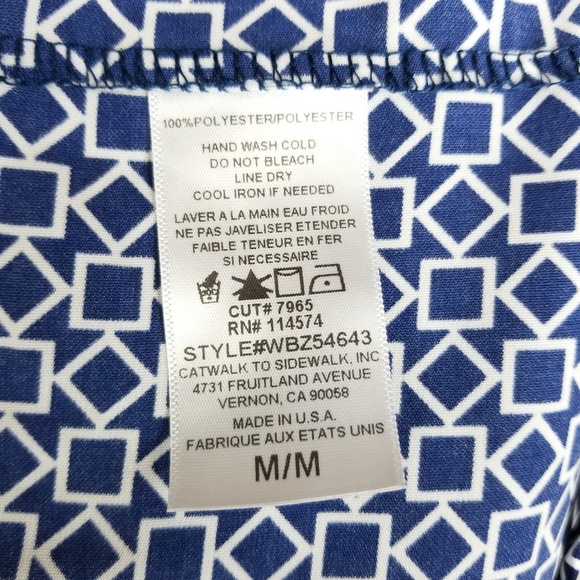 100%POLYESTER/POLYESTER
HAND WASH COLD
DO NOT BLEACH
LINE DRY
COOL IRON IF NEEDED
LAVER A LA MAIN EAU FROID
NE PAS JAVELISER ETENDER
FAIBLE TENEUR EN FER
SI NECESSAIRE
CUT# 7965
RN# 114574
STYLE#WBZ54643
CATWALK TO SIDEWALK, INC
4731 FRUITLAND AVENUE
VERNON, CA 90058
MADE IN U.S.A.
FABRIQUE AUX ETATS UNIS
M/M